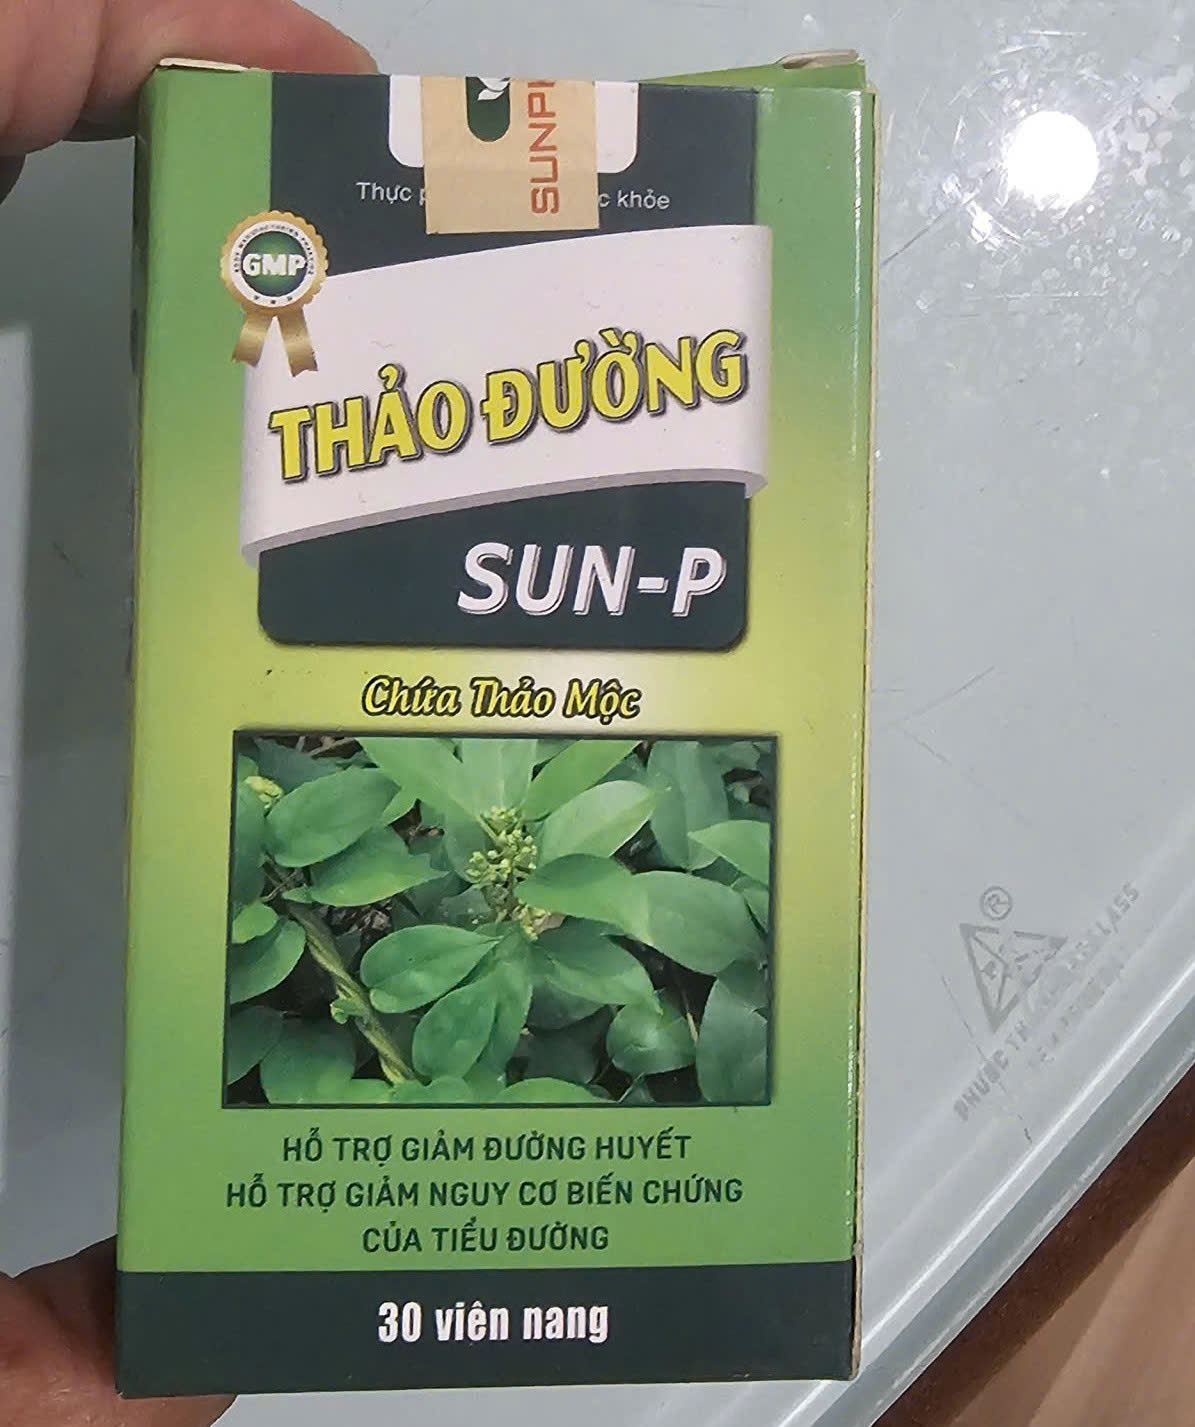 SUNP
Thực
khỏe
GMP
THẢO ĐƯỜNG
SUN-P
Chứa Thảo Mộc
HỖ TRỢ GIẢM ĐƯỜNG HUYẾT
HỖ TRỢ GIẢM NGUY CƠ BIẾN CHỨNG
CỦA TIỂU ĐƯỜNG
30 viên nang